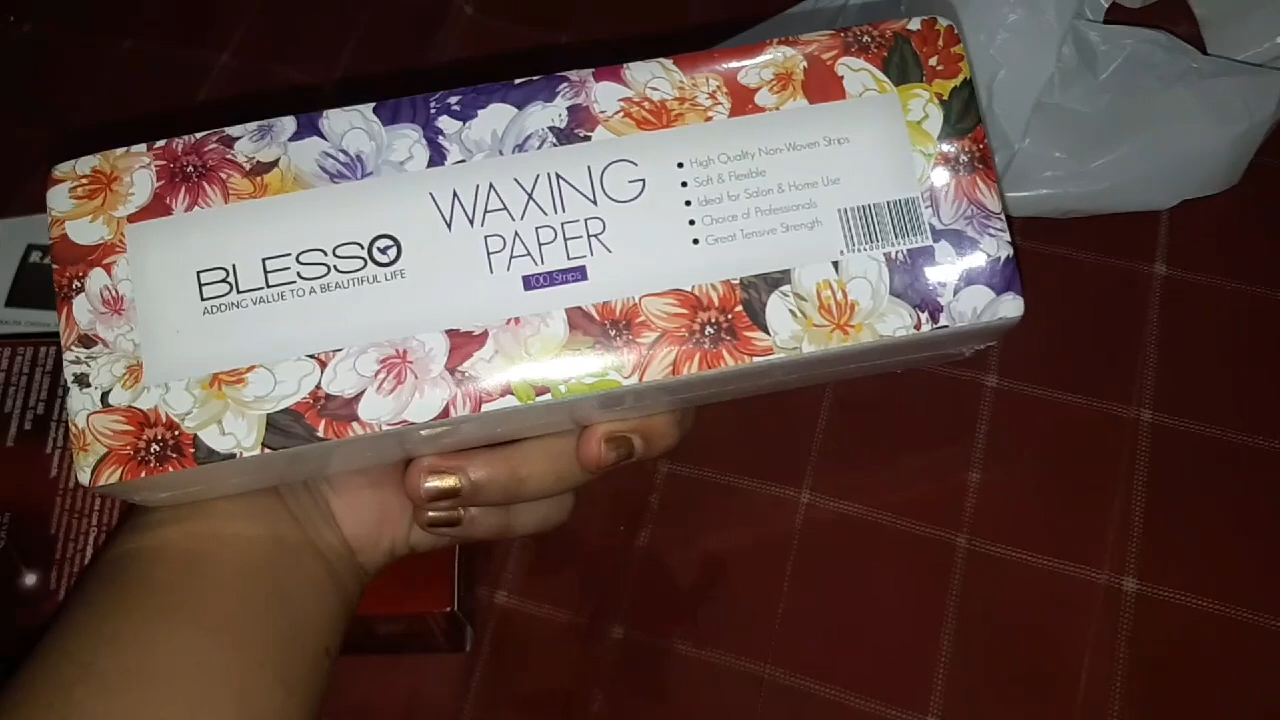 BLESSO
ADDING VALUE TO A BEAUTIFUL LIFE
WAXING
PAPER
100 Strips
• High Quality Non-Woven Strips
• Soft & Flexible
• Ideal for Salon & Home Use
• Choice of Professionals
• Great Tensive Strength